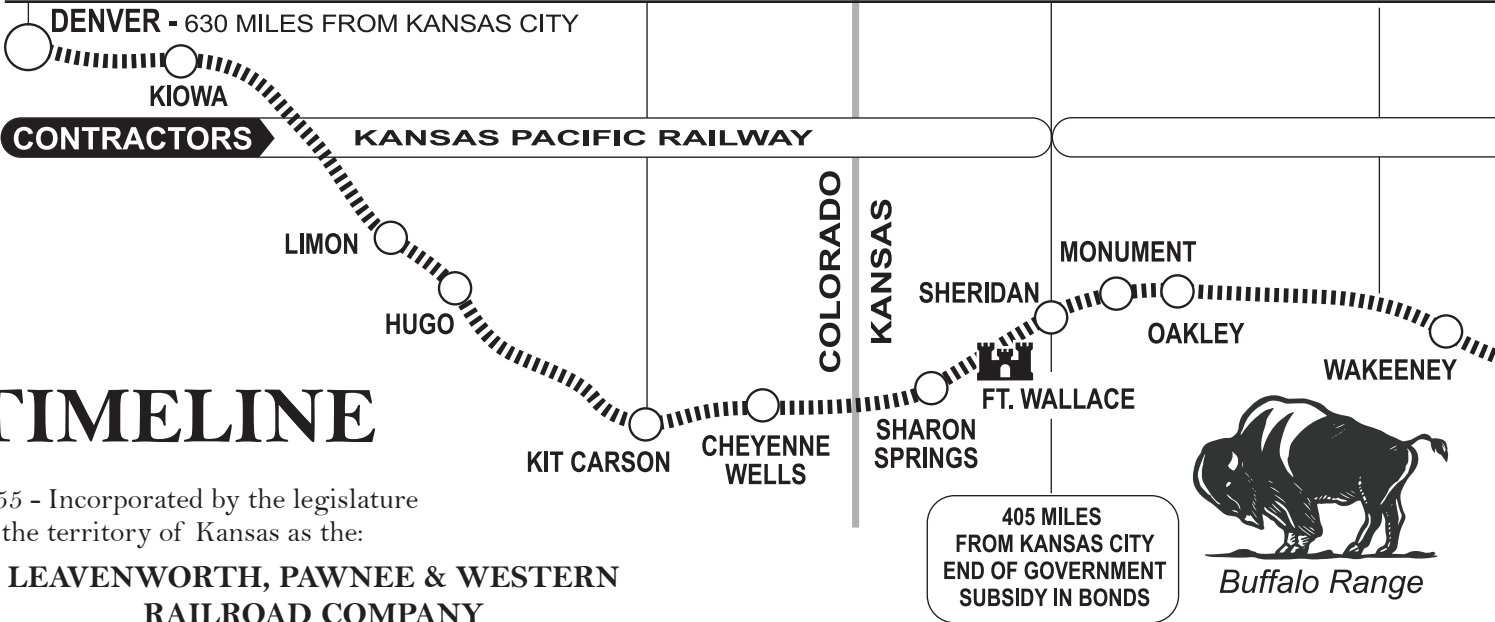 DENVER - 630 MILES FROM KANSAS CITY
KIOWA
CONTRACTORS
KANSAS PACIFIC RAILWAY
COLORADO
KANSAS
LIMON
HUGO
KIT CARSON
CHEYENNE
WELLS
SHARON
SPRINGS
FT. WALLACE
SHERIDAN
MONUMENT
OAKLEY
WAKEENEY
TIMELINE
55 - Incorporated by the legislature
the territory of Kansas as the:
LEAVENWORTH, PAWNEE & WESTERN
RAILROAD COMPANY
405 MILES
FROM KANSAS CITY
END OF GOVERNMENT
SUBSIDY IN BONDS
Buffalo Range